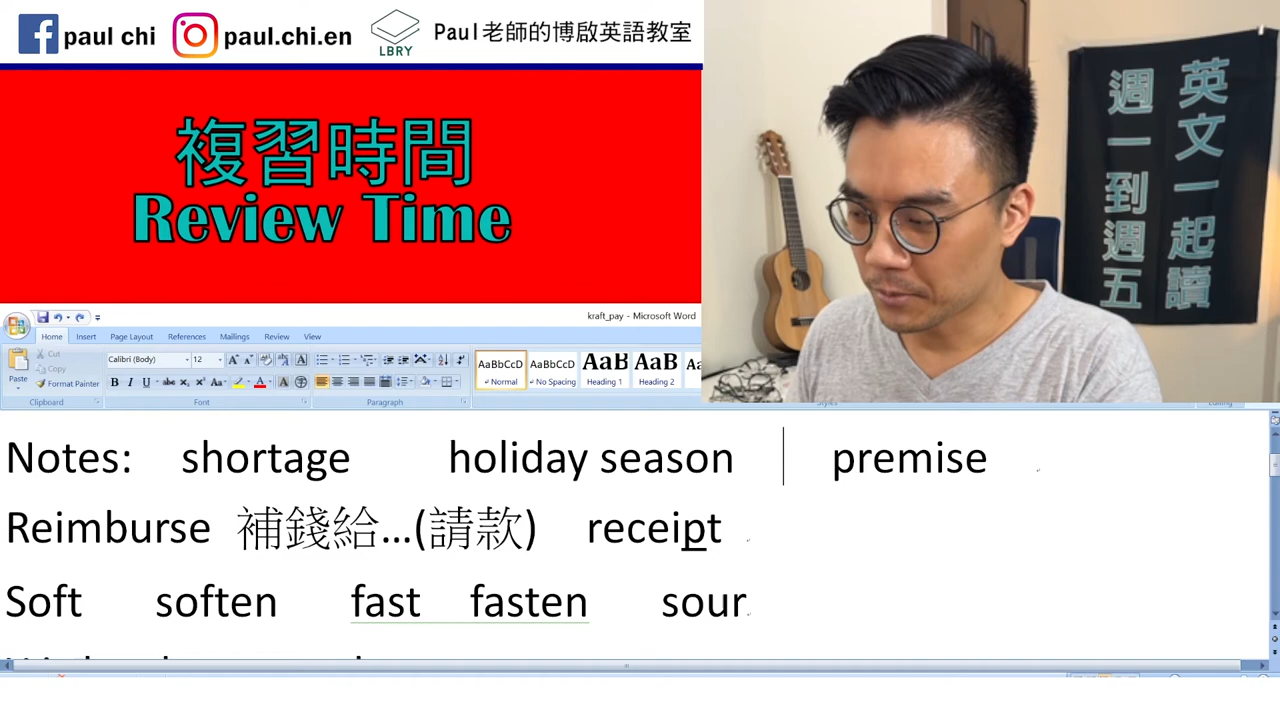 paul chi paul.chi.en LBRY Paul老師的博啟英語教室
複習時間
Review Time
英文一起讀
週一到週五
kraft_pay - Microsoft Word
Home Insert Page Layout References Mailings Review View
Paste Cut Copy Format Painter
Calibri (Body) 12
AaBbCcD AaBbCcD AaB AaB
Normal No Spacing Heading 1 Heading 2
Clipboard Font Paragraph
Notes: shortage holiday season premise
Reimburse 補錢給...(請款) receipt
Soft soften fast fasten sour